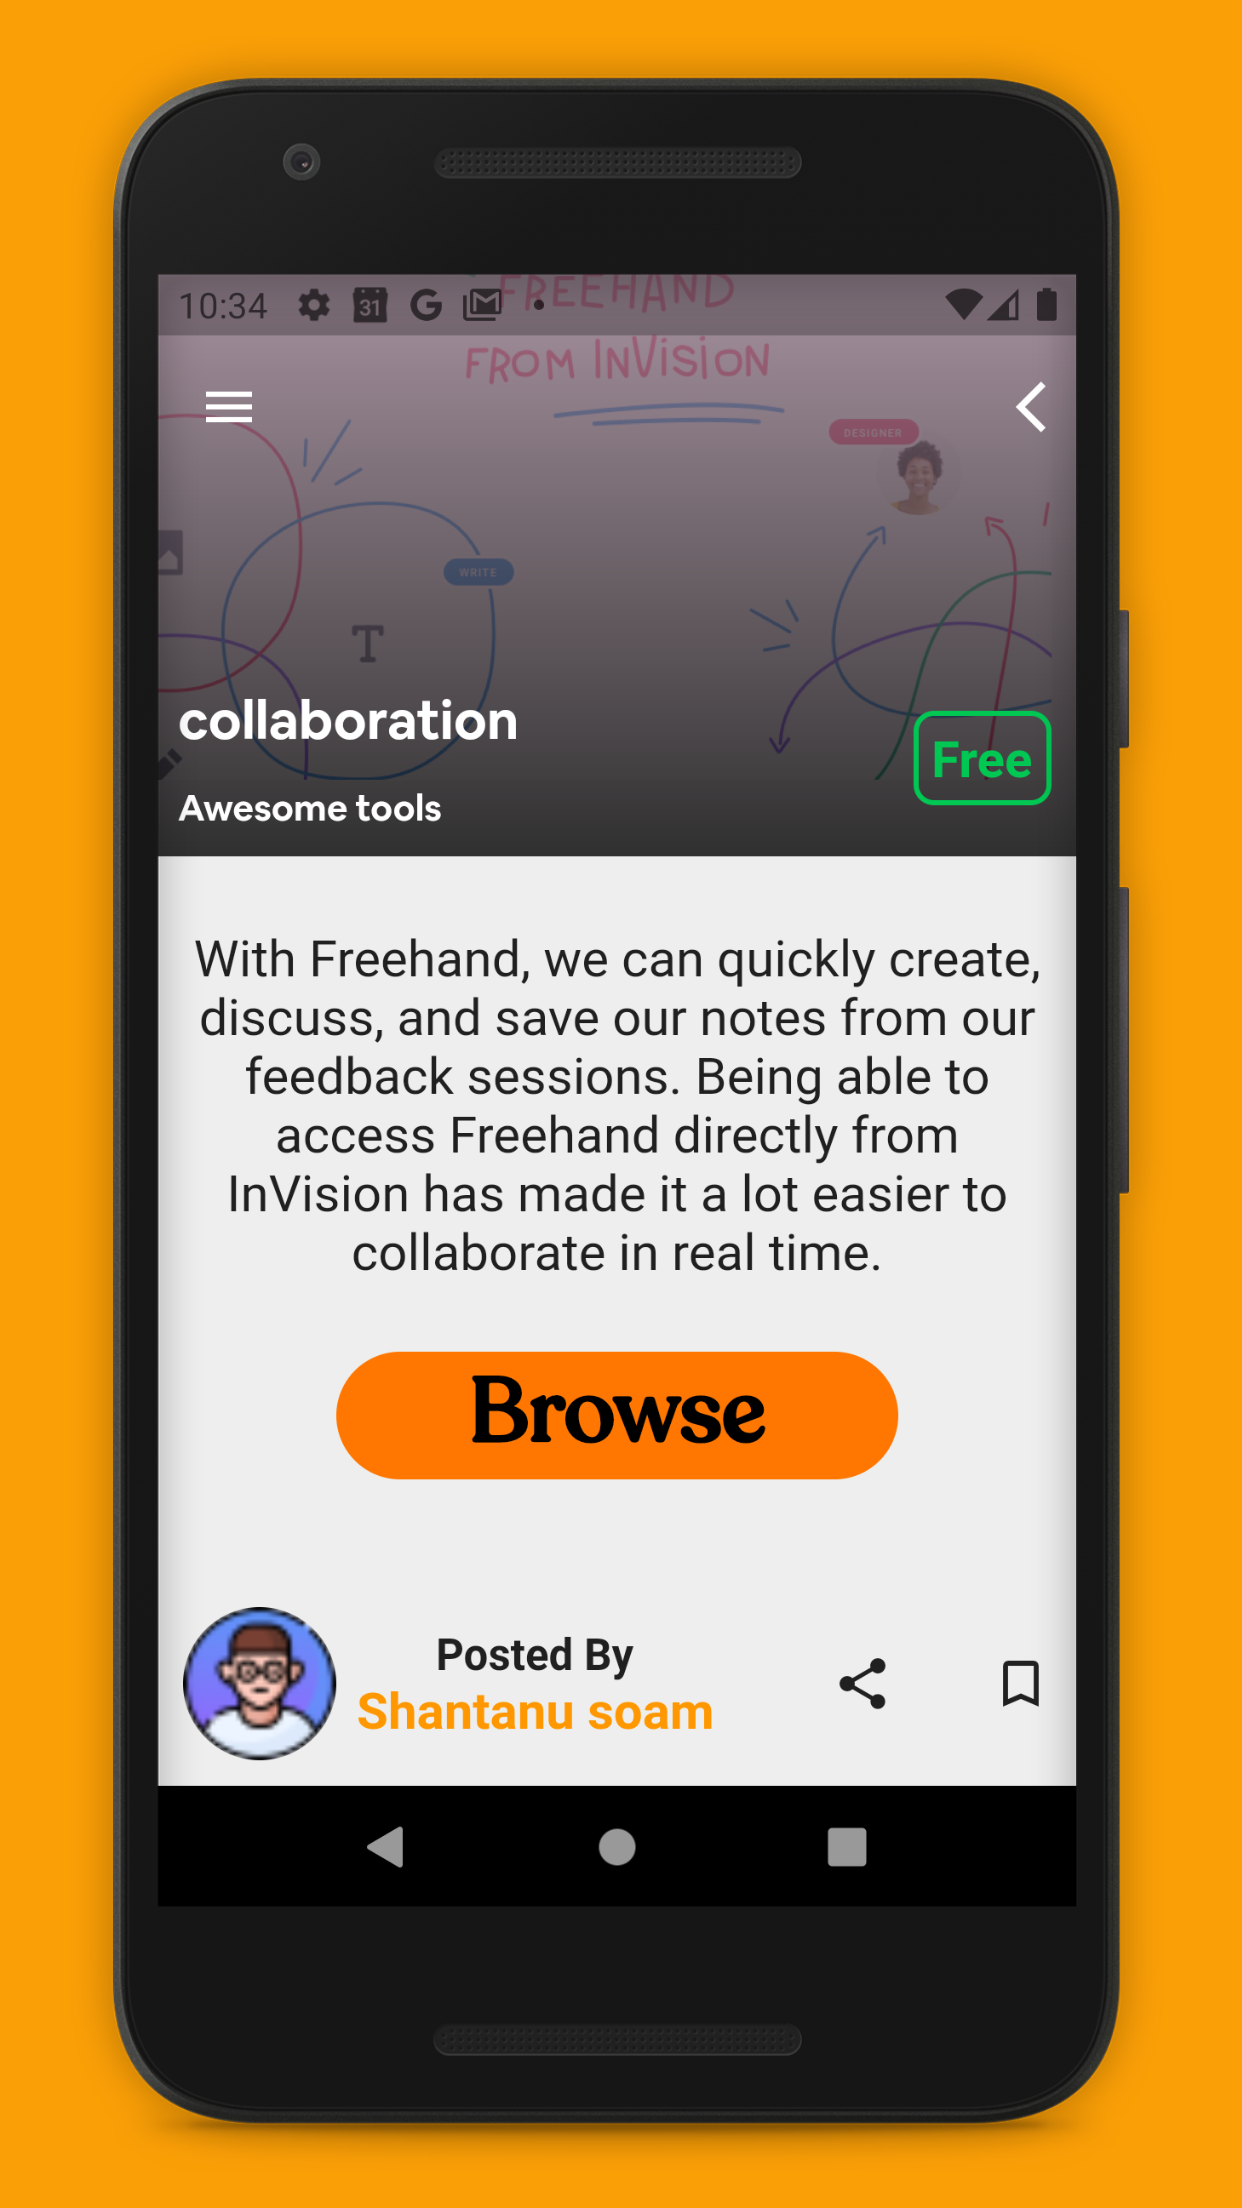 10:34
31
FREEHAND
FROM INVISION
DESIGNER
WRITE
T
collaboration
Free
Awesome tools
With Freehand, we can quickly create,
discuss, and save our notes from our
feedback sessions. Being able to
access Freehand directly from
InVision has made it a lot easier to
collaborate in real time.
Browse
Posted By
Shantanu soam